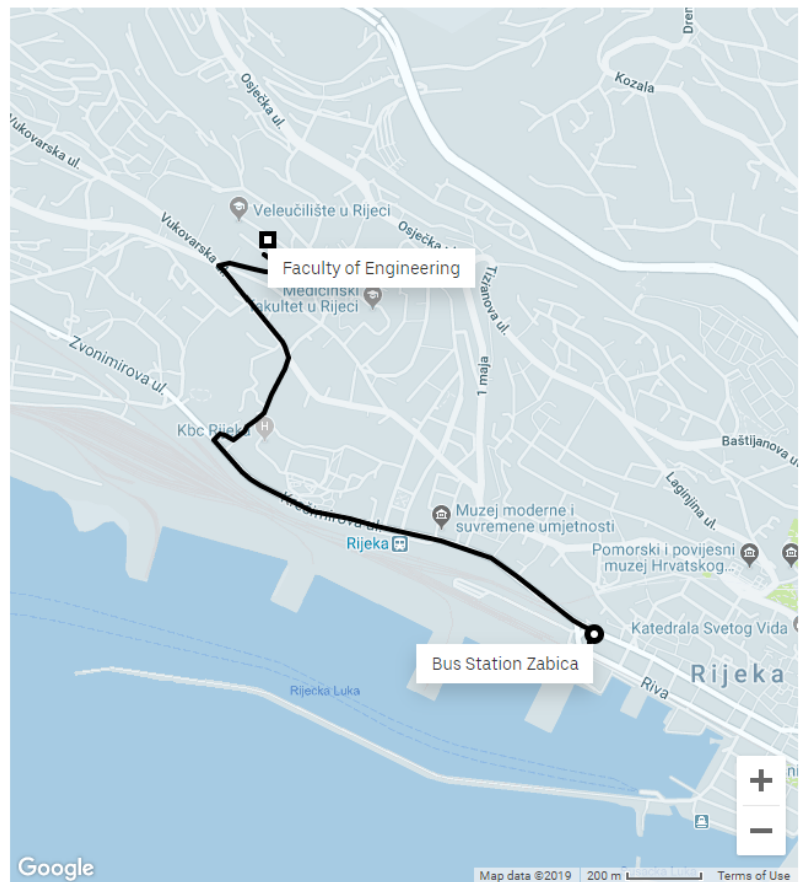 Dren
Kozala
Osječka ul.
Vukovarska ul.
Veleučilište u Rijeci
Vukovarska ul.
Osječka ul.
Faculty of Engineering
Tizianova ul.
Medicinski
fakultet u Rijeci
Zvonimirova ul.
1. maja
Kbc Rijeka
Baštijanova u
Laginjina ul.
Krešimirova ul.
Muzej moderne i
suvremene umjetnosti
Rijeka
Pomorski i povijesni
muzej Hrvatskog...
Katedrala Svetog Vida
Bus Station Zabica
Rijeka
Riva
Riječka Luka
+
−
Google
Map data ©2019
200 m
Terms of Use